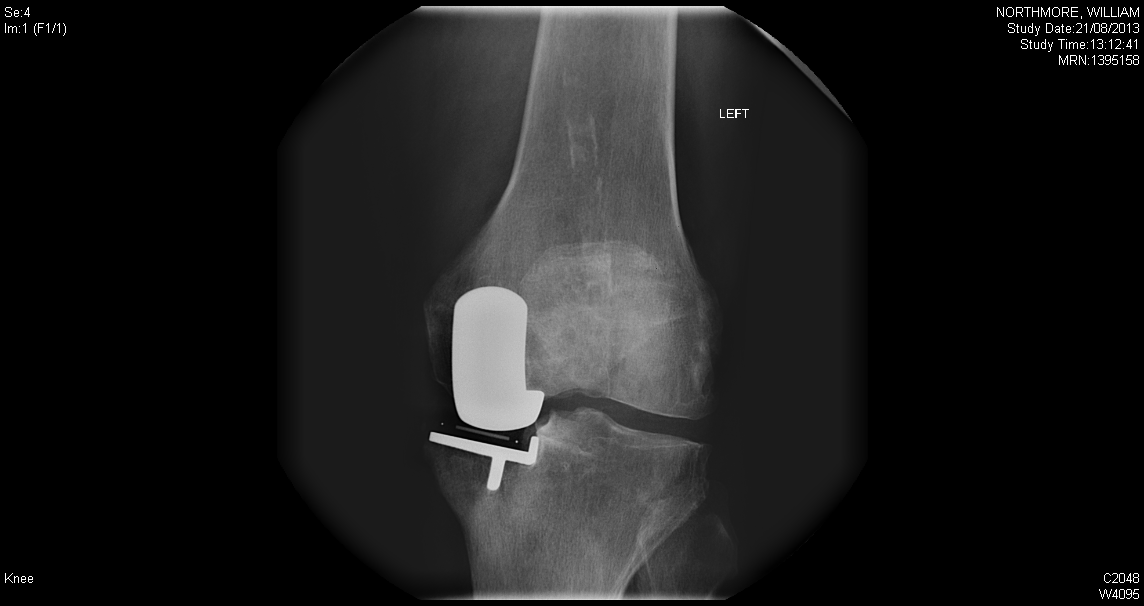 Se:4
Im:1 (F1/1)
NORTHMORE, WILLIAM
Study Date:21/08/2013
Study Time:13:12:41
MRN:1395158
LEFT
Knee
C2048
W4095